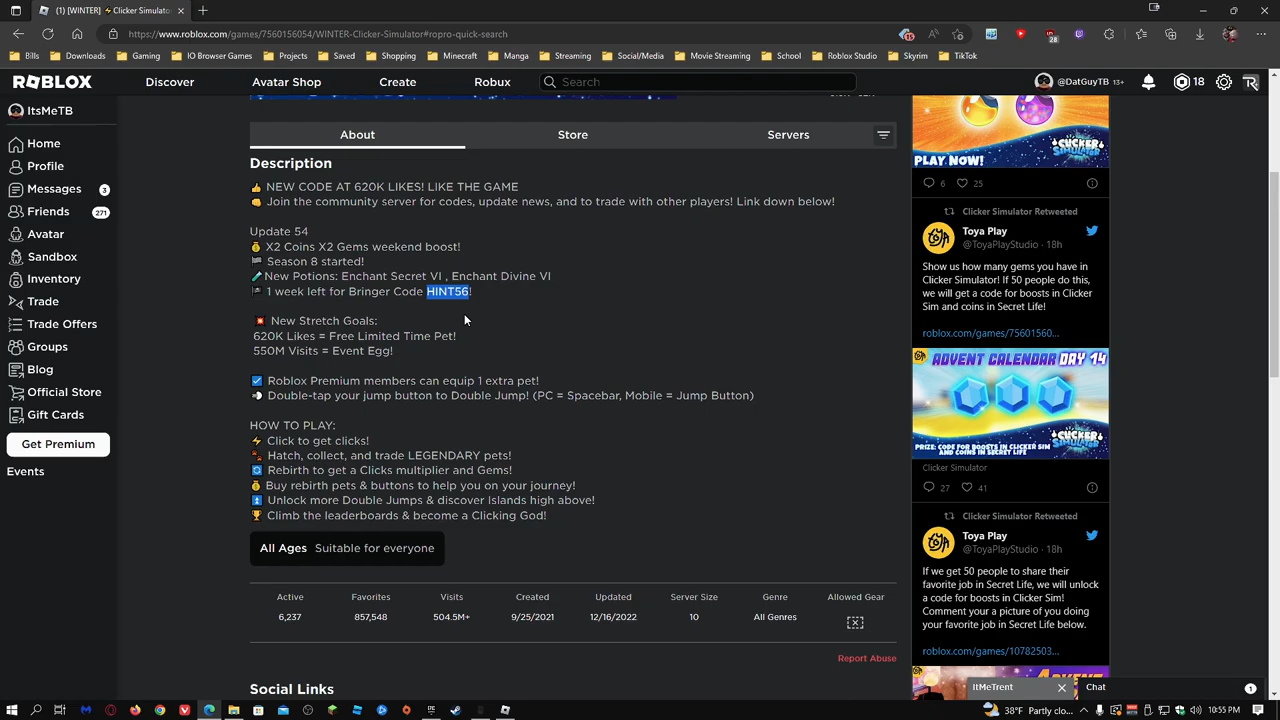 (1) [WINTER] ⚡Clicker Simulator
https://www.roblox.com/games/7560156054/WINTER-Clicker-Simulator#ropro-quick-search
Bills Downloads Gaming IO Browser Games Projects Saved Shopping Manga Streaming Social/Media Movie Streaming School Roblox Studio Skyrim TikTok
ROBLOX Discover Avatar Shop Create Robux Search @DatGuyTB 13+ 18
ItsMeTB
Home
Profile
Messages 3
Friends 271
Avatar
Sandbox
Inventory
Trade
Trade Offers
Groups
Blog
Official Store
Gift Cards
Get Premium
Events
About Store Servers
Description
👍 NEW CODE AT 620K LIKES! LIKE THE GAME
👊 Join the community server for codes, update news, and to trade with other players! Link down below!
Update 54
💰 X2 Coins X2 Gems weekend boost!
🏁 Season 8 started!
🧪New Potions: Enchant Secret VI , Enchant Divine VI
🏁 1 week left for Bringer Code HINT56!
💥 New Stretch Goals:
620K Likes = Free Limited Time Pet!
550M Visits = Event Egg!
☑️ Roblox Premium members can equip 1 extra pet!
💨 Double-tap your jump button to Double Jump! (PC = Spacebar, Mobile = Jump Button)
HOW TO PLAY:
⚡ Click to get clicks!
🐾 Hatch, collect, and trade LEGENDARY pets!
🔄 Rebirth to get a Clicks multiplier and Gems!
💰 Buy rebirth pets & buttons to help you on your journey!
⏫ Unlock more Double Jumps & discover Islands high above!
🏆 Climb the leaderboards & become a Clicking God!
All Ages Suitable for everyone
Active Favorites Visits Created Updated Server Size Genre Allowed Gear
6,237 857,548 504.5M+ 9/25/2021 12/16/2022 10 All Genres
Report Abuse
Social Links
PLAY NOW! CLICKER SIMULATOR
6 25
Clicker Simulator Retweeted
Toya Play
@ToyaPlayStudio · 18h
Show us how many gems you have in
Clicker Simulator! If 50 people do this,
we will get a code for boosts in Clicker
Sim and coins in Secret Life!
roblox.com/games/75601560...
ADVENT CALENDAR DAY 14
PRIZE: CODE FOR BOOSTS IN CLICKER SIM
AND COINS IN SECRET LIFE
CLICKER SIMULATOR
Clicker Simulator
27 41
Clicker Simulator Retweeted
Toya Play
@ToyaPlayStudio · 18h
If we get 50 people to share their
favorite job in Secret Life, we will unlock
a code for boosts in Clicker Sim!
Comment your a picture of you doing
your favorite job in Secret Life below.
roblox.com/games/10782503...
ItMeTrent Chat 1
38°F Partly clo... 10:55 PM